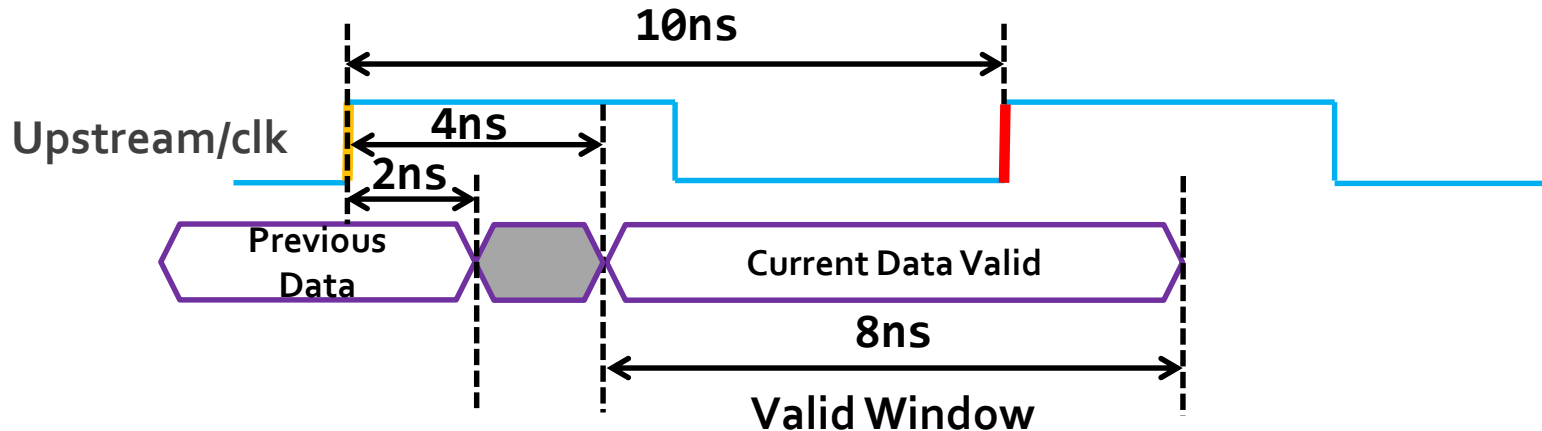 10ns
Upstream/clk
4ns
2ns
Previous
Data
Current Data Valid
8ns
Valid Window